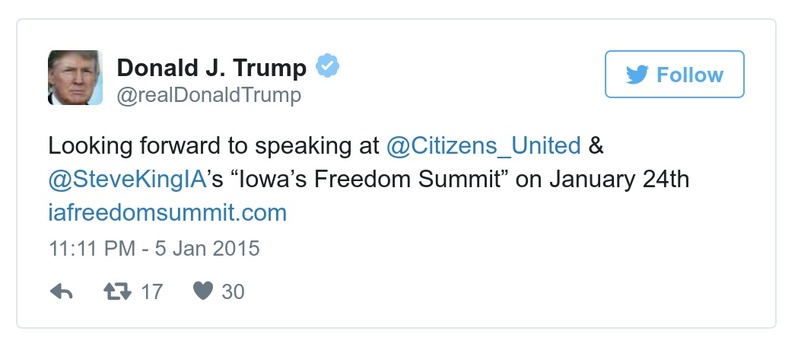 Donald J. Trump
@realDonaldTrump
Follow
Looking forward to speaking at @Citizens_United &
@SteveKingIA’s “Iowa’s Freedom Summit” on January 24th
iafreedomsummit.com
11:11 PM - 5 Jan 2015
17 30